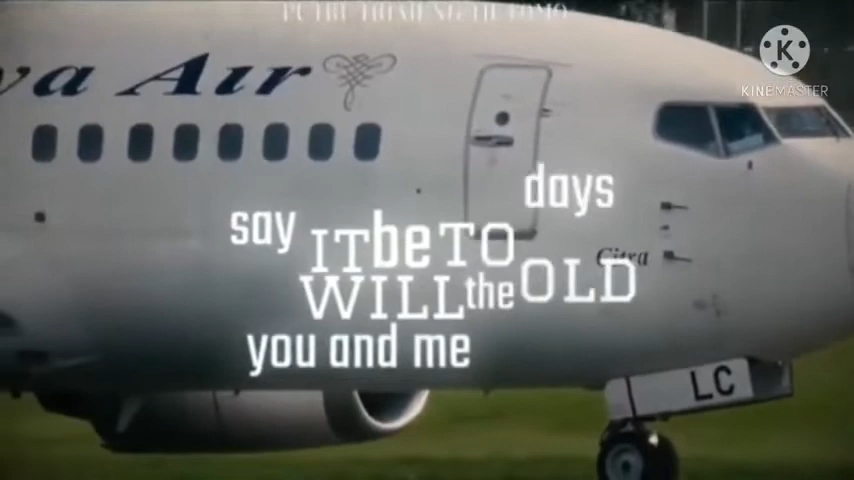 KINEMASTER
K
ya Air
days
say IT be TO
WILL the OLD
Citra
you and me
LC